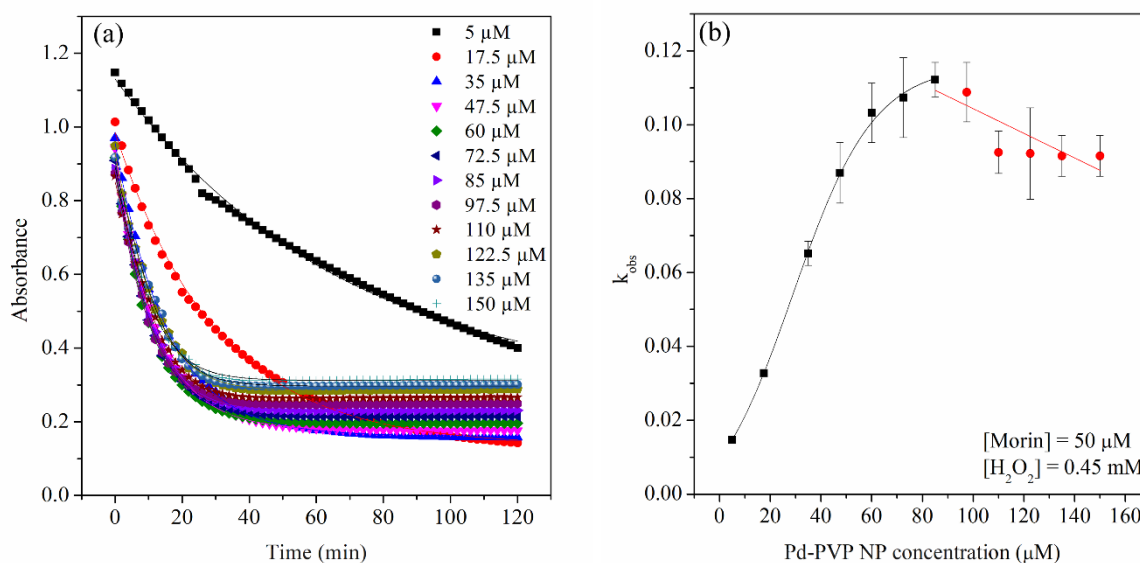 (a)
5 µM
17.5 µM
35 µM
47.5 µM
60 µM
72.5 µM
85 µM
97.5 µM
110 µM
122.5 µM
135 µM
150 µM
1.2
1.0
0.8
0.6
0.4
0.2
0.0
Absorbance
0 20 40 60 80 100 120
Time (min)
(b)
0.12
0.10
0.08
0.06
0.04
0.02
0.00
k_obs
[Morin] = 50 µM
[H₂O₂] = 0.45 mM
0 20 40 60 80 100 120 140 160
Pd-PVP NP concentration (µM)